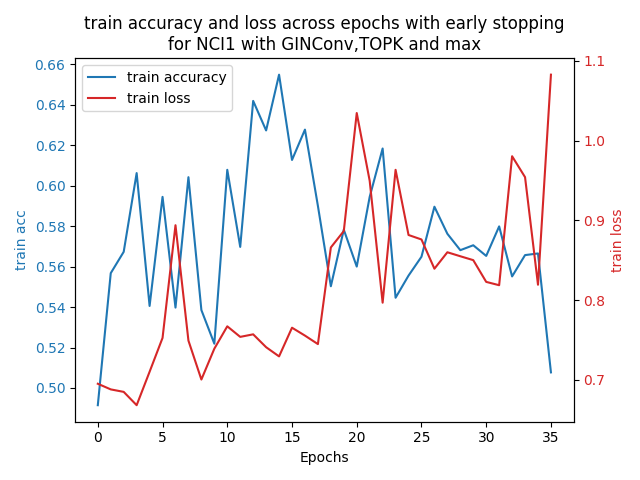 train accuracy and loss across epochs with early stopping
for NCI1 with GINConv,TOPK and max
train accuracy
train loss
0.66
0.64
0.62
0.60
0.58
0.56
0.54
0.52
0.50
train acc
1.1
1.0
0.9
0.8
0.7
train loss
0 5 10 15 20 25 30 35
Epochs